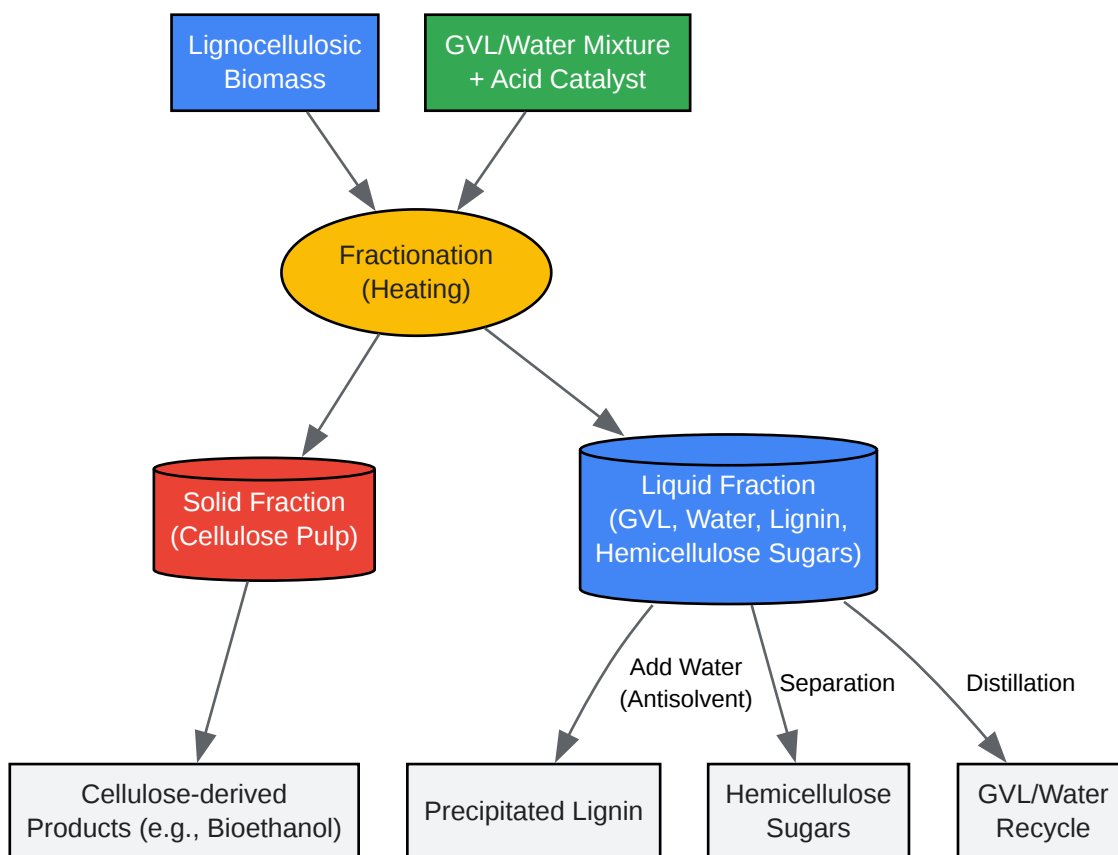 Lignocellulosic
Biomass
GVL/Water Mixture
+ Acid Catalyst
Fractionation
(Heating)
Solid Fraction
(Cellulose Pulp)
Liquid Fraction
(GVL, Water, Lignin,
Hemicellulose Sugars)
Add Water
(Antisolvent)
Separation
Distillation
Cellulose-derived
Products (e.g., Bioethanol)
Precipitated Lignin
Hemicellulose
Sugars
GVL/Water
Recycle